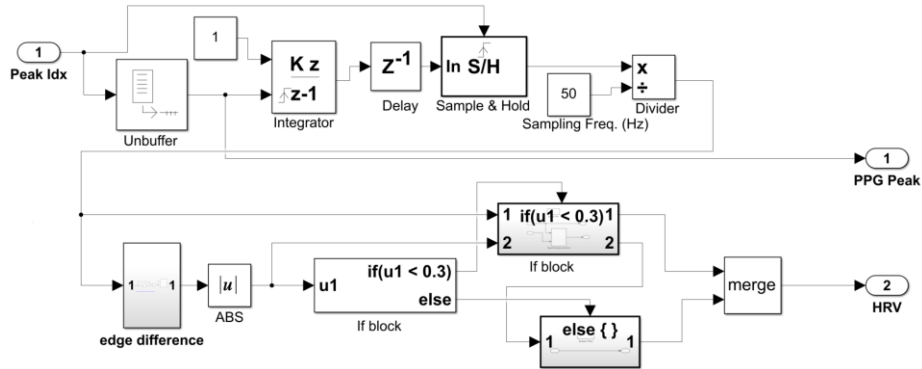 1
Peak Idx
Unbuffer
1
K z
z-1
Integrator
Z-1
Delay
In S/H
Sample & Hold
50
Sampling Freq. (Hz)
x
÷
Divider
1
PPG Peak
1 1
edge difference
|u|
ABS
u1 if(u1 < 0.3)
else
If block
1 if(u1 < 0.3) 1
2 2
If block
else { }
1 1
merge
2
HRV